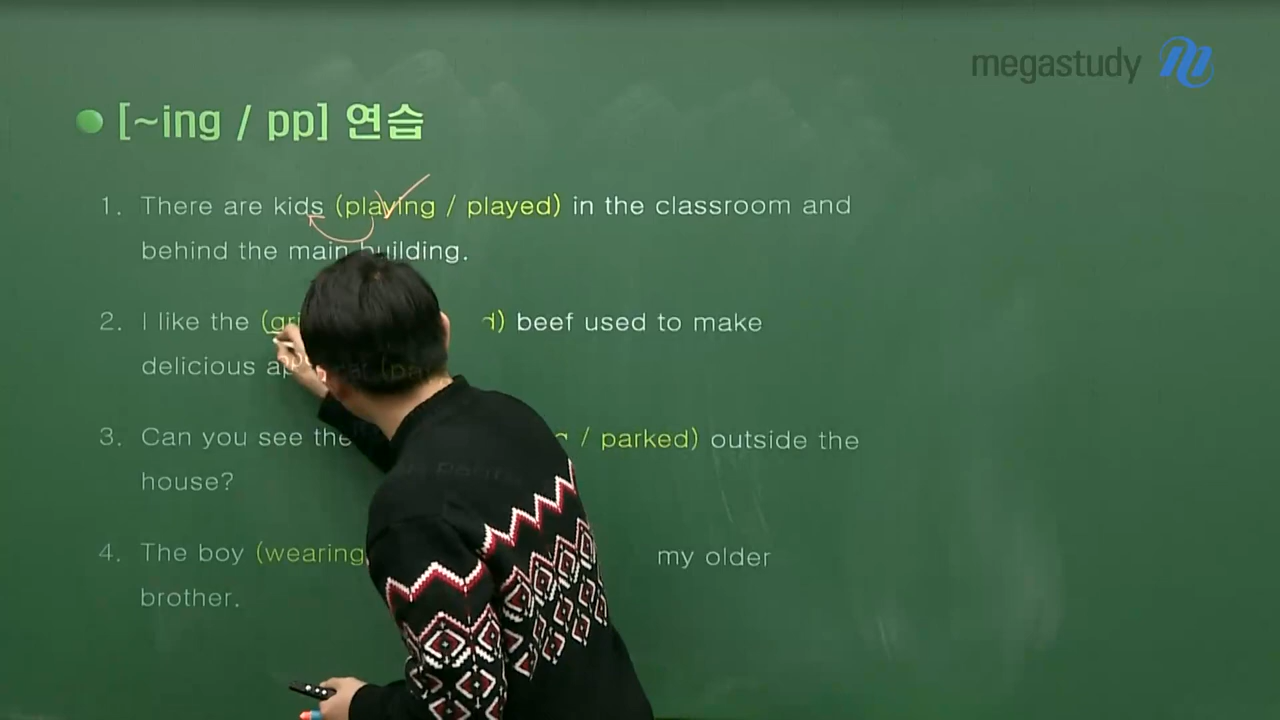 megastudy
[~ing / pp] 연습
1. There are kids (playing / played) in the classroom and
behind the main building.
2. I like the beef used to make
delicious
3. Can you see the / parked) outside the
house?
4. The boy (wearing my older
brother.